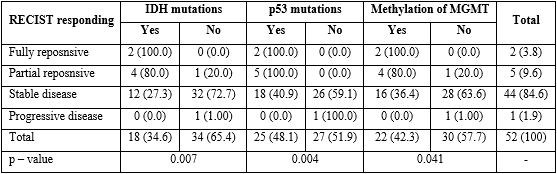 RECIST responding IDH mutations p53 mutations Methylation of MGMT Total
Yes No Yes No Yes No
Fully reposnsive 2 (100.0) 0 (0.0) 2 (100.0) 0 (0.0) 2 (100.0) 0 (0.0) 2 (3.8)
Partial reposnsive 4 (80.0) 1 (20.0) 5 (100.0) 0 (0.0) 4 (80.0) 1 (20.0) 5 (9.6)
Stable disease 12 (27.3) 32 (72.7) 18 (40.9) 26 (59.1) 16 (36.4) 28 (63.6) 44 (84.6)
Progressive disease 0 (0.0) 1 (1.00) 0 (0.0) 1 (100.0) 0 (0.0) 1 (1.00) 1 (1.9)
Total 18 (34.6) 34 (65.4) 25 (48.1) 27 (51.9) 22 (42.3) 30 (57.7) 52 (100)
p – value 0.007 0.004 0.041 -